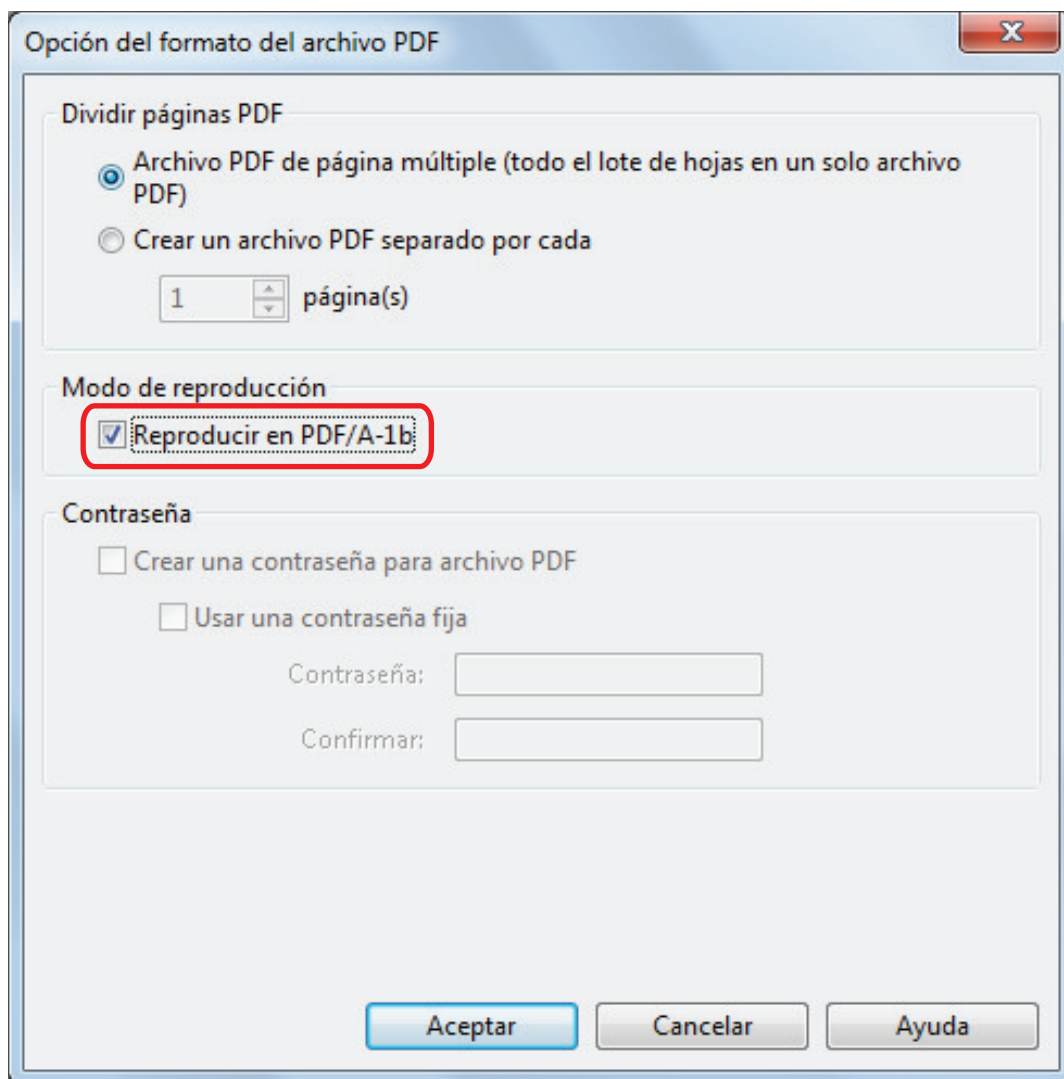 Opción del formato del archivo PDF
Dividir páginas PDF
Archivo PDF de página múltiple (todo el lote de hojas en un solo archivo
PDF)
Crear un archivo PDF separado por cada
1 página(s)
Modo de reproducción
Reproducir en PDF/A-1b
Contraseña
Crear una contraseña para archivo PDF
Usar una contraseña fija
Contraseña:
Confirmar:
Aceptar Cancelar Ayuda